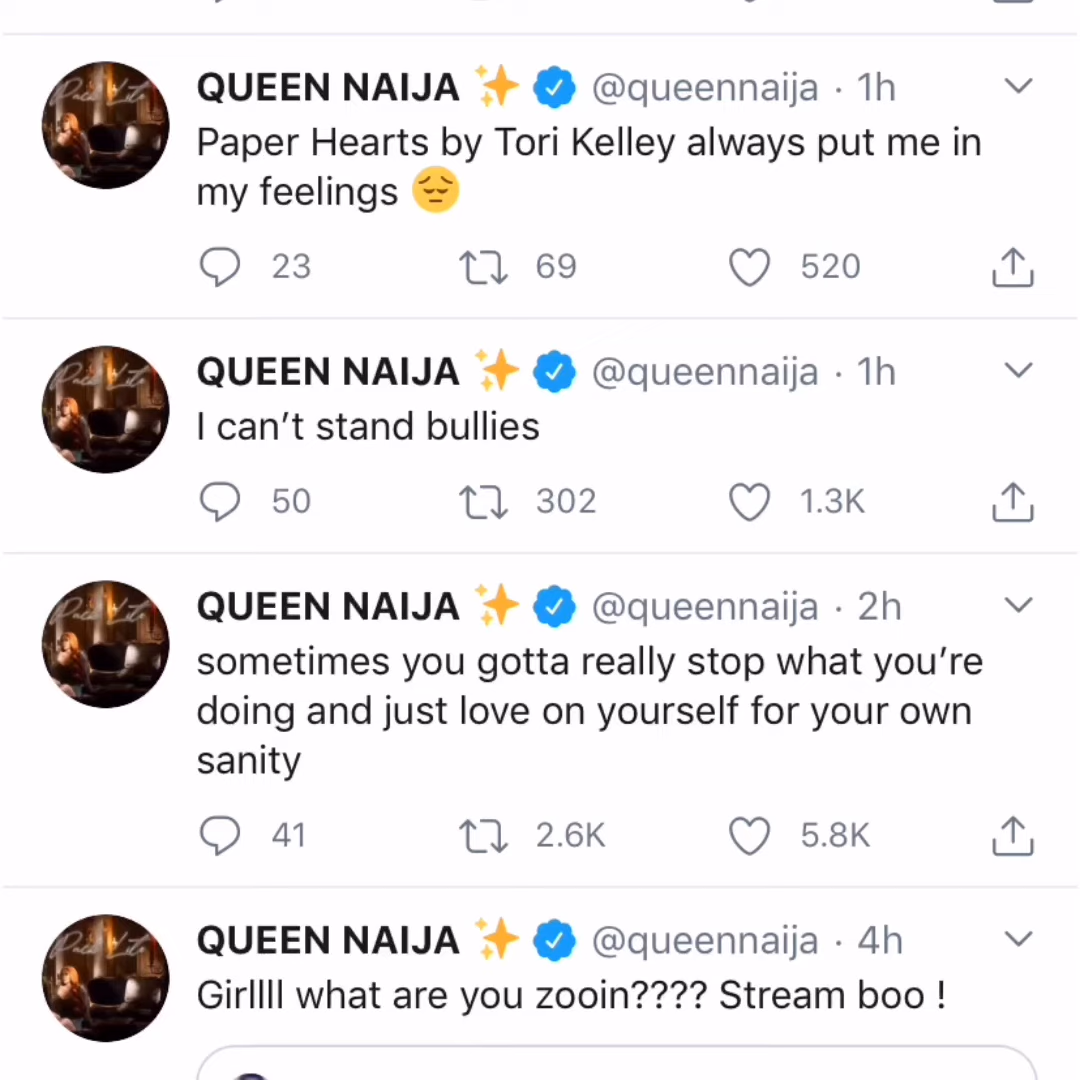 QUEEN NAIJA ✨ @queennaija · 1h
Paper Hearts by Tori Kelley always put me in
my feelings 😔
23 69 520
QUEEN NAIJA ✨ @queennaija · 1h
I can’t stand bullies
50 302 1.3K
QUEEN NAIJA ✨ @queennaija · 2h
sometimes you gotta really stop what you’re
doing and just love on yourself for your own
sanity
41 2.6K 5.8K
QUEEN NAIJA ✨ @queennaija · 4h
Girllll what are you zooin???? Stream boo !